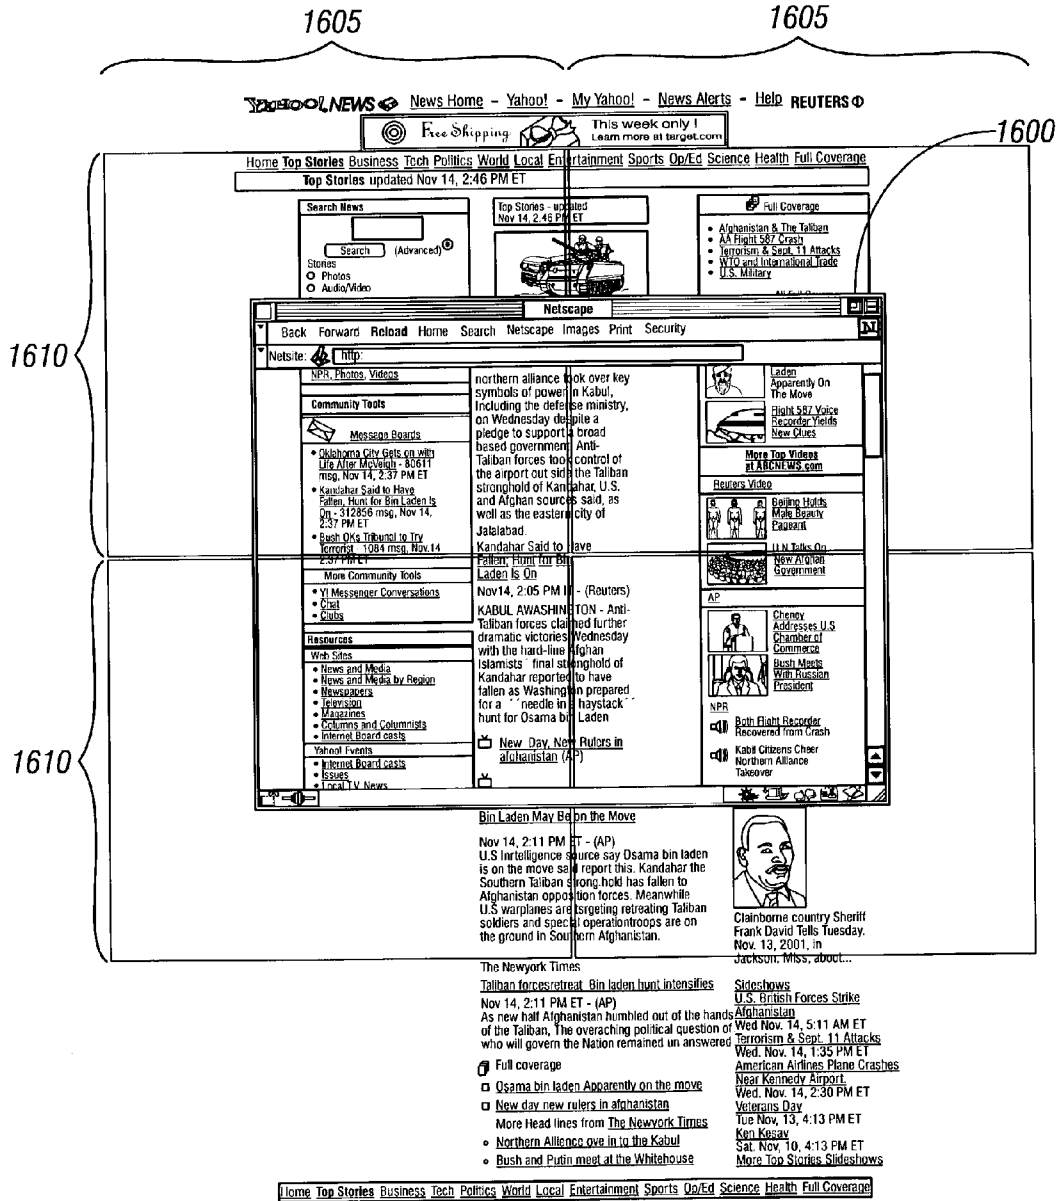 1605 1605
YAHOO! NEWS News Home - Yahoo! - My Yahoo! - News Alerts - Help REUTERS
Free Shipping This week only !
Learn more at target.com
1600
Home Top Stories Business Tech Politics World Local Entertainment Sports Op/Ed Science Health Full Coverage
Top Stories updated Nov 14, 2:46 PM ET
Search News
Search (Advanced)
Stories
Photos
Audio/Video
Top Stories - updated
Nov 14, 2.46 PM ET
Full Coverage
• Afghanistan & The Taliban
• AA Flight 587 Crash
• Terrorism & Sept. 11 Attacks
• WTO and International Trade
• U.S. Military
1610
Netscape
Back Forward Reload Home Search Netscape Images Print Security N
Netsite: http:
NPR, Photos, Videos
Community Tools
Message Boards
• Oklahoma City Gets on with
Life After McVeigh - 80611
msg, Nov 14, 2.37 PM ET
• Kandahar Said to Have
Fallen, Hunt for Bin Laden Is
On - 312856 msg, Nov 14,
2:37 PM ET
• Bush OKs Tribunal to Try
Terrorist - 1084 msg, Nov.14
2:37 PM ET
More Community Tools
• Y! Messenger Conversations
• Chat
• Clubs
Resources
Web Sites
• News and Media
• News and Media by Region
• Newspapers
• Television
• Magazines
• Columns and Columnists
• Internet Board casts
Yahoo! Events
• Internet Board casts
• Issues
• Local TV News
northern alliance took over key
symbols of power in Kabul,
Including the defense ministry,
on Wednesday despite a
pledge to support a broad
based government Anti-
Taliban forces took control of
the airport out side the Taliban
stronghold of Kandahar, U.S.
and Afghan sources said, as
well as the eastern city of
Jalalabad.
Kandahar Said to Have
Fallen, Hunt for Bin
Laden Is On
Nov14, 2:05 PM - (Reuters)
KABUL AWASHINGTON - Anti-
Taliban forces claimed further
dramatic victories Wednesday
with the hard-line Afghan
Islamists´ final stronghold of
Kandahar reported to have
fallen as Washington prepared
for a ´´needle in a haystack´´
hunt for Osama bin Laden
New Day, New Rulers in
afghanistan (AP)
Laden
Apparently On
The Move
Flight 587 Voice
Recorder Yields
New Clues
More Top Videos
at ABCNEWS.com
Reuters Video
Beijing Holds
Male Beauty
Pageant
U.N Talks On
New Afghan
Government
AP
Cheney
Addresses U.S
Chamber of
Commerce
Bush Meets
With Russian
President
NPR
Both Flight Recorder
Recovered from Crash
Kabil Citizens Cheer
Northern Alliance
Takeover
1610
Bin Laden May Be on the Move
Nov 14, 2:11 PM ET - (AP)
U.S Inrtelligence source say Osama bin laden
is on the move said report this. Kandahar the
Southern Taliban strong.hold has fallen to
Afghanistan opposition forces. Meanwhile
U.S warplanes are tsrgeting retreating Taliban
soldiers and special operationtroops are on
the ground in Southern Afghanistan.
Clainborne country Sheriff
Frank David Tells Tuesday.
Nov. 13, 2001, in
Jackson, Miss, about...
The Newyork Times
Taliban forcesretreat Bin laden hunt intensifies
Nov 14, 2:11 PM ET - (AP)
As new half Afghanistan humbled out of the hands
of the Taliban, The overaching political question of
who will govern the Nation remained un answered
Full coverage
Osama bin laden Apparently on the move
New day new rulers in afghanistan
More Head lines from The Newyork Times
Northern Allience ove in to the Kabul
Bush and Putin meet at the Whitehouse
Sideshows
U.S. British Forces Strike
Afghanistan
Wed Nov. 14, 5:11 AM ET
Terrorism & Sept. 11 Attacks
Wed. Nov. 14, 1:35 PM ET
American Airlines Plane Crashes
Near Kennedy Airport.
Wed. Nov. 14, 2:30 PM ET
Veterans Day
Tue Nov, 13, 4:13 PM ET
Ken Kesav
Sat. Nov, 10, 4:13 PM ET
More Top Stories Slideshows
Home Top Stories Business Tech Politics World Local Entertainment Sports Op/Ed Science Health Full Coverage